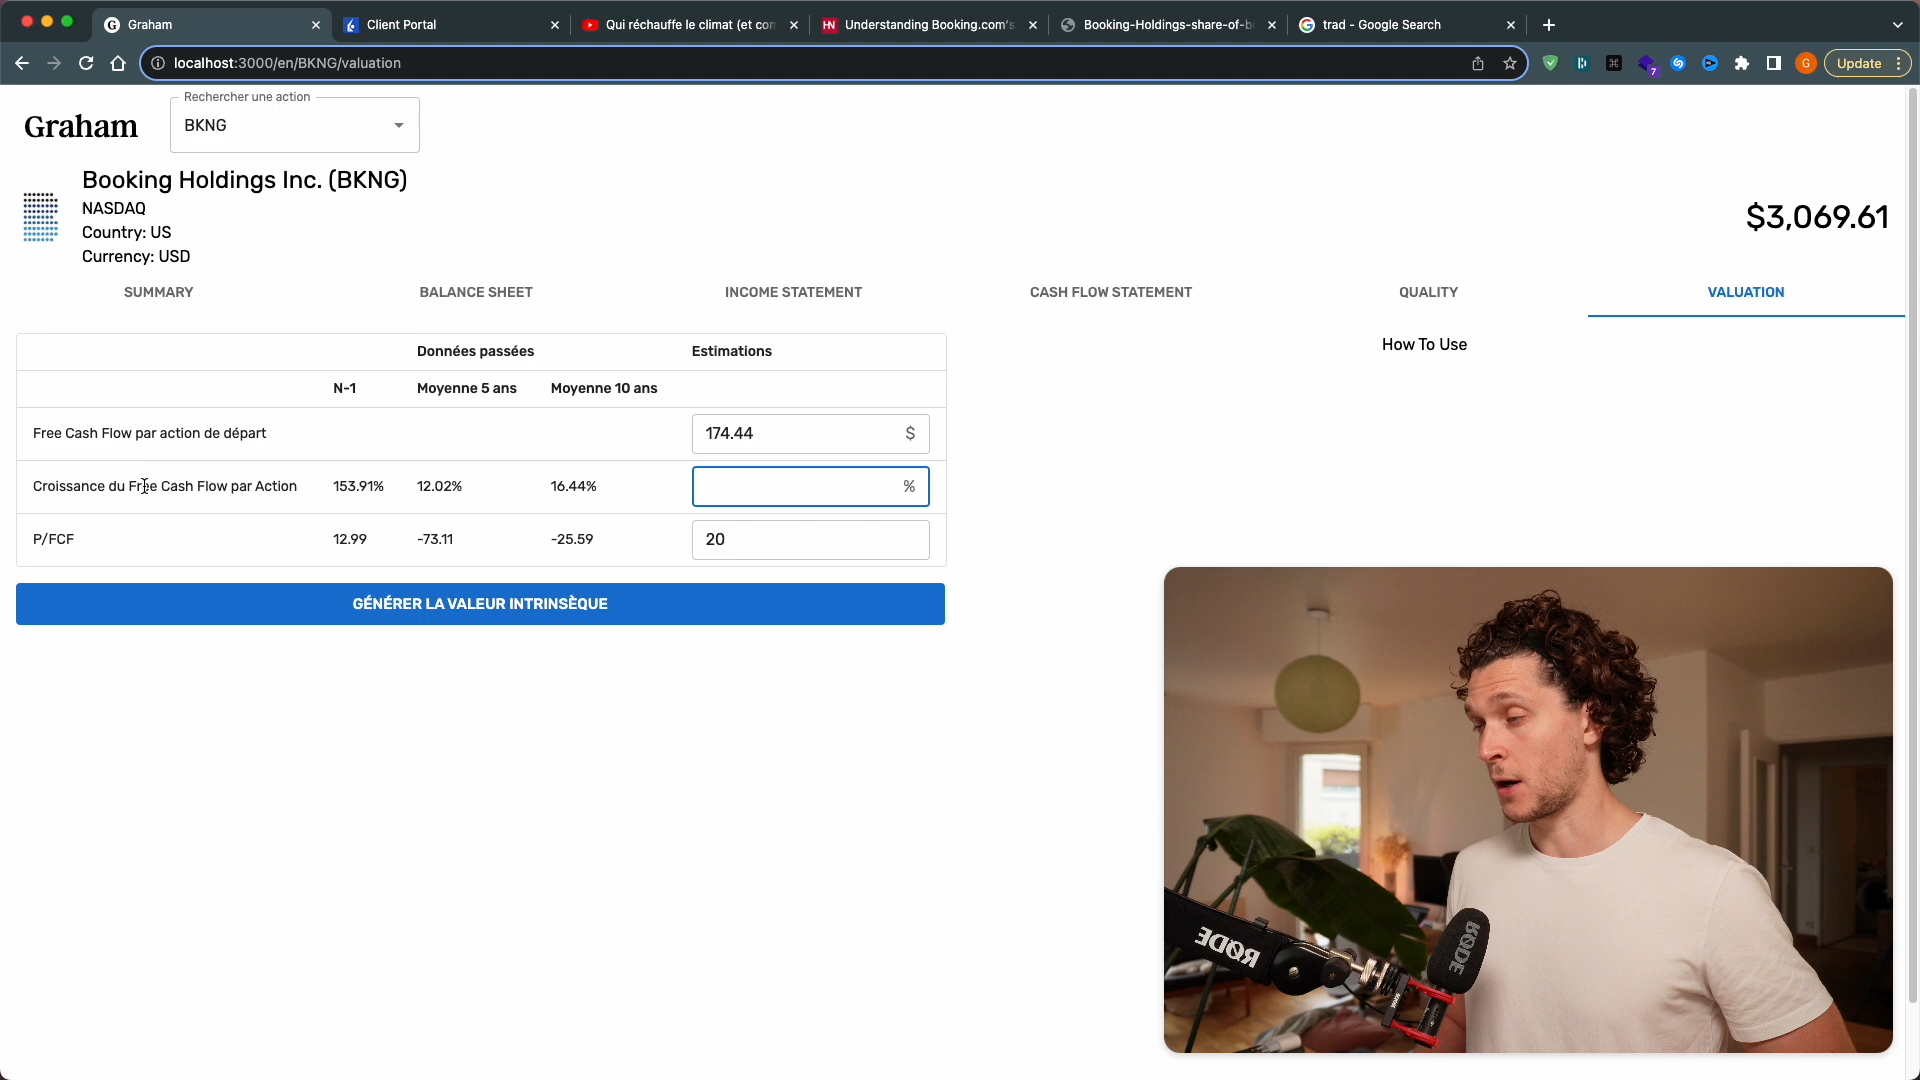 Graham
Client Portal
Qui réchauffe le climat (et con
HN
Understanding Booking.com's
Booking-Holdings-share-of-b
trad - Google Search
localhost:3000/en/BKNG/valuation
7
G
Update
Graham
Rechercher une action
BKNG
Booking Holdings Inc. (BKNG)
NASDAQ
Country: US
Currency: USD
$3,069.61
SUMMARY
BALANCE SHEET
INCOME STATEMENT
CASH FLOW STATEMENT
QUALITY
VALUATION
Données passées
Estimations
N-1
Moyenne 5 ans
Moyenne 10 ans
Free Cash Flow par action de départ
174.44
$
Croissance du Free Cash Flow par Action
153.91%
12.02%
16.44%
%
P/FCF
12.99
-73.11
-25.59
20
GÉNÉRER LA VALEUR INTRINSÈQUE
How To Use
RØDE
RØDE